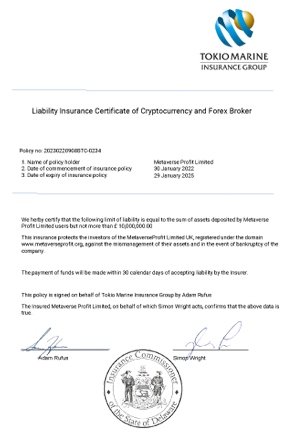 TOKIO MARINE
INSURANCE GROUP
Liability Insurance Certificate of Cryptocurrency and Forex Broker
Policy no: 20230220908870-0234
1. Name of policy holder Metaverse Profit Limited
2. Date of commencement of insurance policy 30 January 2022
3. Date of expiry of insurance policy 29 January 2025
We herby certify that the following limit of liability is equal to the sum of assets deposited by Metaverse
Profit Limited users but not more than £ 10,000,000.00
This insurance protects the investors of the MetaverseProfit Limited UK, registered under the domain
www.metaverseprofit.org, against the mismanagement of their assets and in the event of bankruptcy of the
company.
The payment of funds will be made within 30 calendar days of accepting liability by the insurer.
This policy is signed on behalf of Tokio Marine Insurance Group by Adam Rufus
The Insured Metaverse Profit Limited, on behalf of which Simon Wright acts, confirms that the above data is
true.
Adam Rufus Simon Wright
Insurance Commissioner
of the State of Delaware